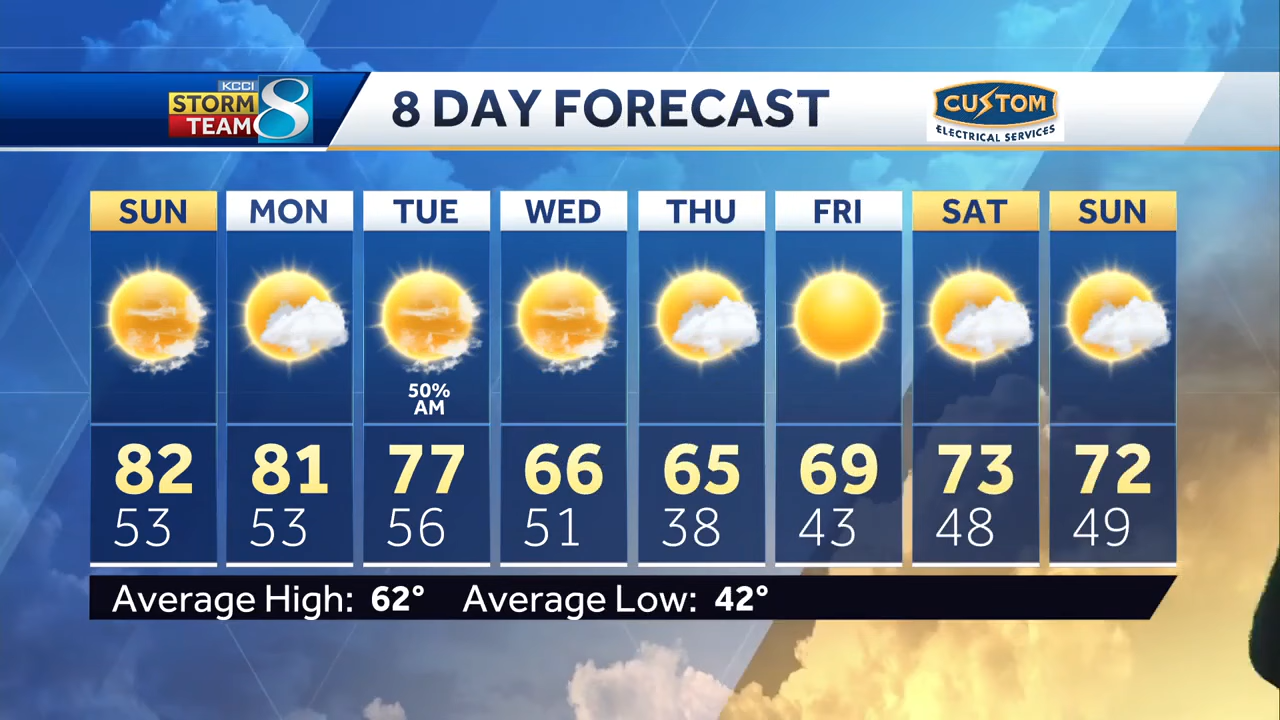 KCCI
STORM
TEAM 8
8 DAY FORECAST
CUSTOM
ELECTRICAL SERVICES
SUN MON TUE WED THU FRI SAT SUN
50%
AM
82 81 77 66 65 69 73 72
53 53 56 51 38 43 48 49
Average High: 62° Average Low: 42°